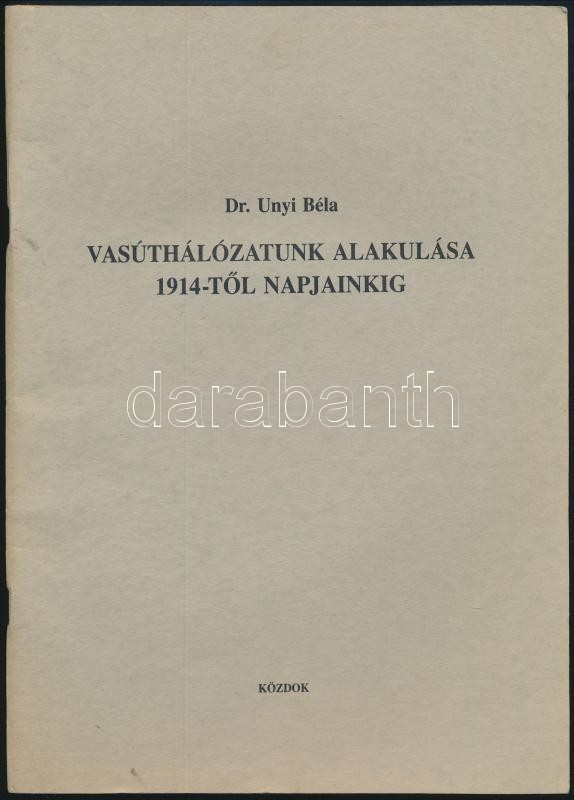 Dr. Unyi Béla
VASÚTHÁLÓZATUNK ALAKULÁSA
1914-TŐL NAPJAINKIG
darabanth
KÖZDOK